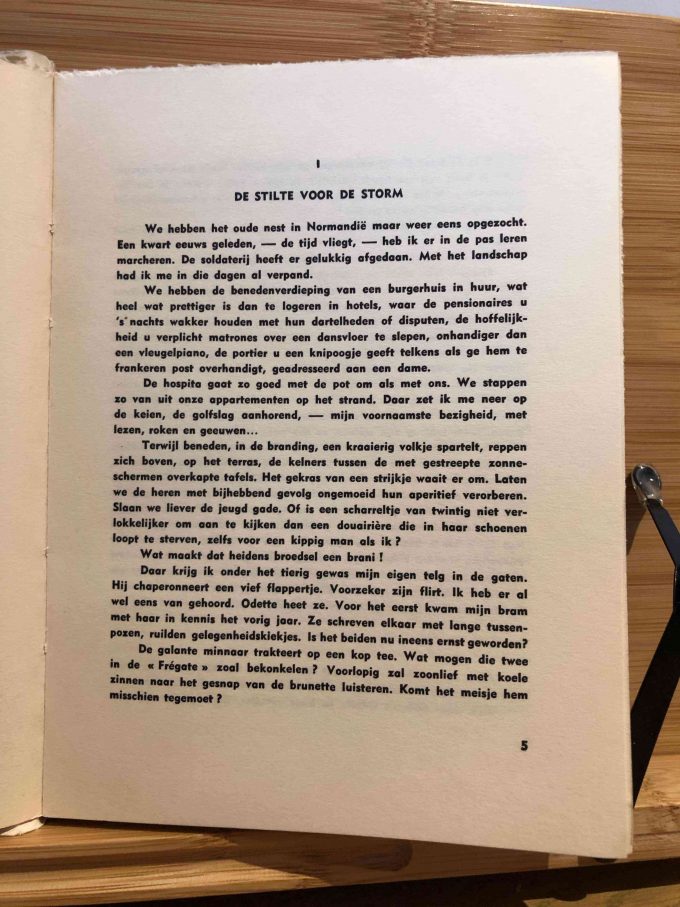 I
DE STILTE VOOR DE STORM
We hebben het oude nest in Normandië maar weer eens opgezocht.
Een kwart eeuws geleden, — de tijd vliegt, — heb ik er in de pas leren
marcheren. De soldaterij heeft er gelukkig afgedaan. Met het landschap
had ik me in die dagen al verpand.
We hebben de benedenverdieping van een burgerhuis in huur, wat
heel wat prettiger is dan te logeren in hotels, waar de pensionaires u
's nachts wakker houden met hun dartelheden of disputen, de hoffelijk-
heid u verplicht matrones over een dansvloer te slepen, onhandiger dan
een vleugelpiano, de portier u een knipoogje geeft telkens als ge hem te
frankeren post overhandigt, geadresseerd aan een dame.
De hospita gaat zo goed met de pot om als met ons. We stappen
zo van uit onze appartementen op het strand. Daar zet ik me neer op
de keien, de golfslag aanhorend, — mijn voornaamste bezigheid, met
lezen, roken en geeuwen...
Terwijl beneden, in de branding, een kraaierig volkje spartelt, reppen
zich boven, op het terras, de kelners tussen de met gestreepte zonne-
schermen overkapte tafels. Het gekras van een strijkje waait er om. Laten
we de heren met bijhebbend gevolg ongemoeid hun aperitief verorberen.
Slaan we liever de jeugd gade. Of is een scharreltje van twintig niet ver-
lokkelijker om aan te kijken dan een douairière die in haar schoenen
loopt te sterven, zelfs voor een kippig man als ik ?
Wat maakt dat heidens broedsel een brani !
Daar krijg ik onder het tierig gewas mijn eigen telg in de gaten.
Hij chaperonneert een vief flappertje. Voorzeker zijn flirt. Ik heb er al
wel eens van gehoord. Odette heet ze. Voor het eerst kwam mijn bram
met haar in kennis het vorig jaar. Ze schreven elkaar met lange tussen-
pozen, ruilden gelegenheidskiekjes. Is het beiden nu ineens ernst geworden?
De galante minnaar trakteert op een kop tee. Wat mogen die twee
in de « Frégate » zoal bekonkelen ? Voorlopig zal zoonlief met koele
zinnen naar het gesnap van de brunette luisteren. Komt het meisje hem
misschien tegemoet ?
5